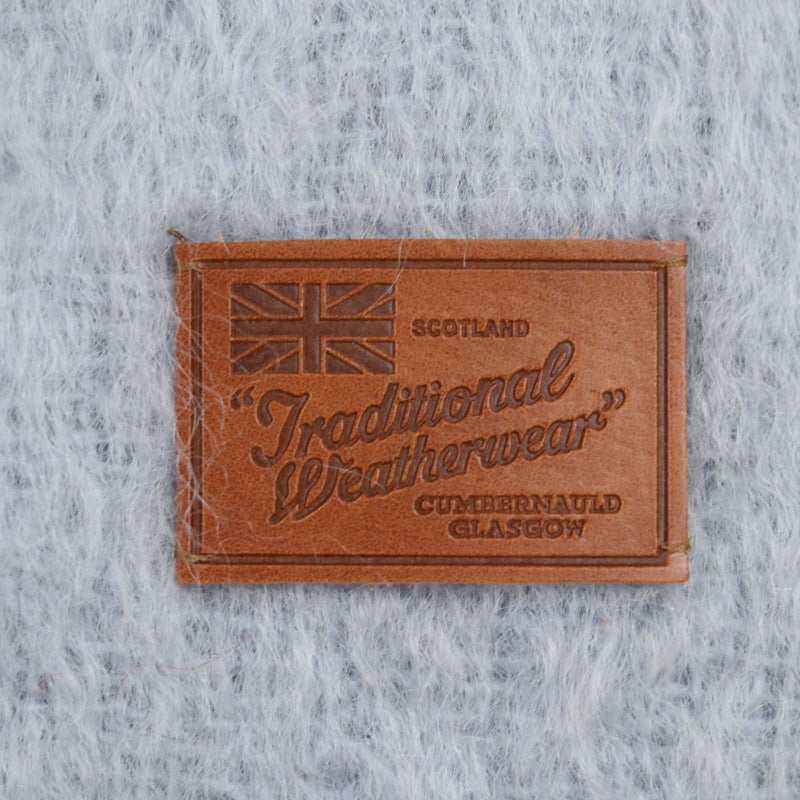 SCOTLAND
"Traditional
Weatherwear"
CUMBERNAULD
GLASGOW